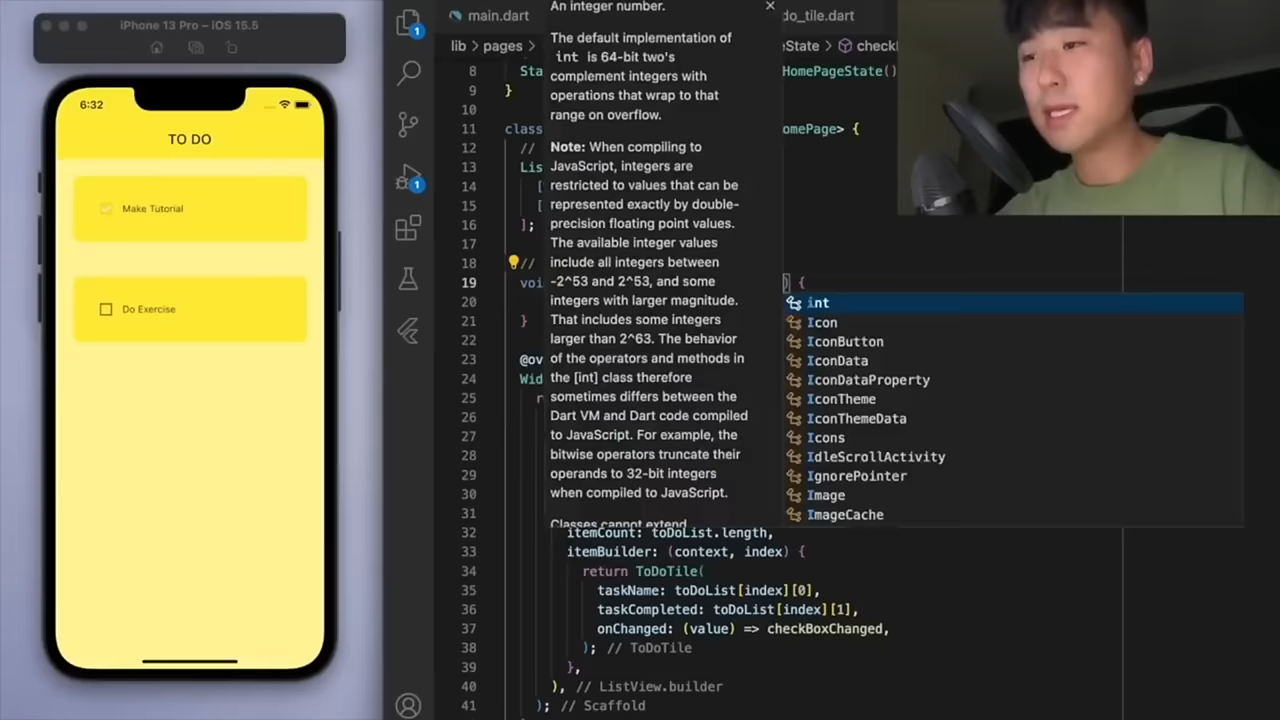 iPhone 13 Pro – iOS 15.5
6:32
TO DO
Make Tutorial
Do Exercise
1
1
main.dart
do_tile.dart
lib > pages >
State > check
An integer number.
The default implementation of
int is 64-bit two's
complement integers with
operations that wrap to that
range on overflow.
Note: When compiling to
JavaScript, integers are
restricted to values that can be
represented exactly by double-
precision floating point values.
The available integer values
include all integers between
-2^53 and 2^53, and some
integers with larger magnitude.
That includes some integers
larger than 2^63. The behavior
of the operators and methods in
the [int] class therefore
sometimes differs between the
Dart VM and Dart code compiled
to JavaScript. For example, the
bitwise operators truncate their
operands to 32-bit integers
when compiled to JavaScript.
Classes cannot extend
8 Sta HomePageState()
9 }
10
11 class omePage> {
12 //
13 Lis
14 [
15 [
16 ];
17
18 //
19 voi ) {
20
21 }
22
23 @ov
24 Wid
25 r
26
27
28
29
30
31
32 itemCount: toDoList.length,
33 itemBuilder: (context, index) {
34 return ToDoTile(
35 taskName: toDoList[index][0],
36 taskCompleted: toDoList[index][1],
37 onChanged: (value) => checkBoxChanged,
38 ); // ToDoTile
39 },
40 ), // ListView.builder
41 ); // Scaffold
int
Icon
IconButton
IconData
IconDataProperty
IconTheme
IconThemeData
Icons
IdleScrollActivity
IgnorePointer
Image
ImageCache